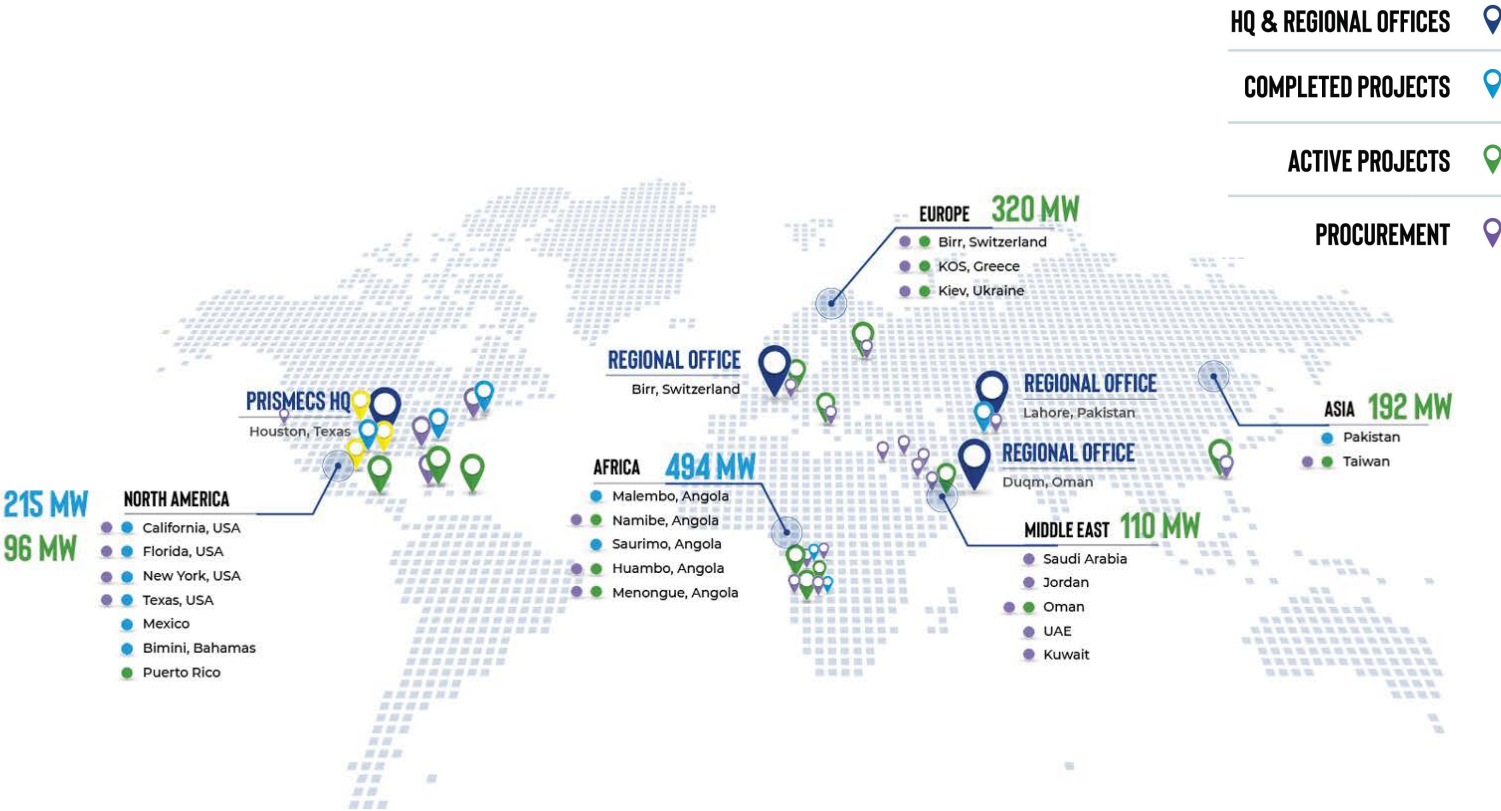 HQ & REGIONAL OFFICES
COMPLETED PROJECTS
ACTIVE PROJECTS
PROCUREMENT
EUROPE 320 MW
Birr, Switzerland
KOS, Greece
Kiev, Ukraine
REGIONAL OFFICE
Birr, Switzerland
PRISMECS HQ
Houston, Texas
REGIONAL OFFICE
Lahore, Pakistan
REGIONAL OFFICE
Duqm, Oman
ASIA 192 MW
Pakistan
Taiwan
AFRICA 494 MW
Malembo, Angola
Namibe, Angola
Saurimo, Angola
Huambo, Angola
Menongue, Angola
215 MW
96 MW
NORTH AMERICA
California, USA
Florida, USA
New York, USA
Texas, USA
Mexico
Bimini, Bahamas
Puerto Rico
MIDDLE EAST 110 MW
Saudi Arabia
Jordan
Oman
UAE
Kuwait